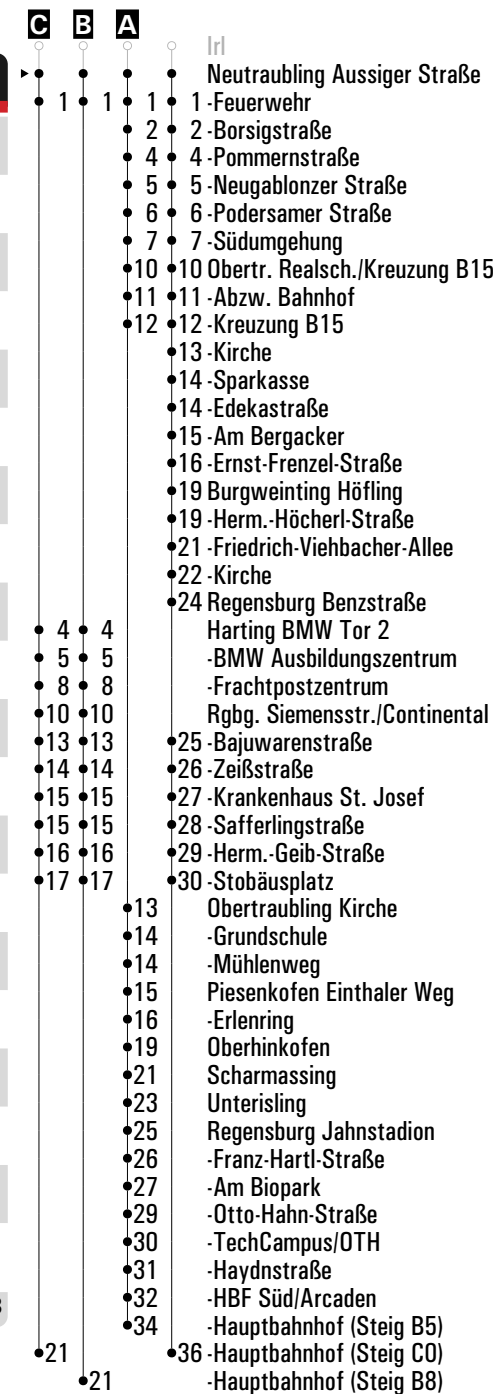 C B A
Irl
Neutraubling Aussiger Straße
1 1 1 1 -Feuerwehr
2 2 -Borsigstraße
4 4 -Pommernstraße
5 5 -Neugablonzer Straße
6 6 -Podersamer Straße
7 7 -Südumgehung
10 10 Obertr. Realsch./Kreuzung B15
11 11 -Abzw. Bahnhof
12 12 -Kreuzung B15
13 -Kirche
14 -Sparkasse
14 -Edekastraße
15 -Am Bergacker
16 -Ernst-Frenzel-Straße
19 Burgweinting Höfling
19 -Herm.-Höcherl-Straße
21 -Friedrich-Viehbacher-Allee
22 -Kirche
24 Regensburg Benzstraße
4 4 Harting BMW Tor 2
5 5 -BMW Ausbildungszentrum
8 8 -Frachtpostzentrum
10 10 Rgbg. Siemensstr./Continental
13 13 25 -Bajuwarenstraße
14 14 26 -Zeißstraße
15 15 27 -Krankenhaus St. Josef
15 15 28 -Safferlingstraße
16 16 29 -Herm.-Geib-Straße
17 17 30 -Stobäusplatz
13 Obertraubling Kirche
14 -Grundschule
14 -Mühlenweg
15 Piesenkofen Einthaler Weg
16 -Erlenring
19 Oberhinkofen
21 Scharmassing
23 Unterisling
25 Regensburg Jahnstadion
26 -Franz-Hartl-Straße
27 -Am Biopark
29 -Otto-Hahn-Straße
30 -TechCampus/OTH
31 -Haydnstraße
32 -HBF Süd/Arcaden
34 -Hauptbahnhof (Steig B5)
21 36 -Hauptbahnhof (Steig C0)
21 -Hauptbahnhof (Steig B8)